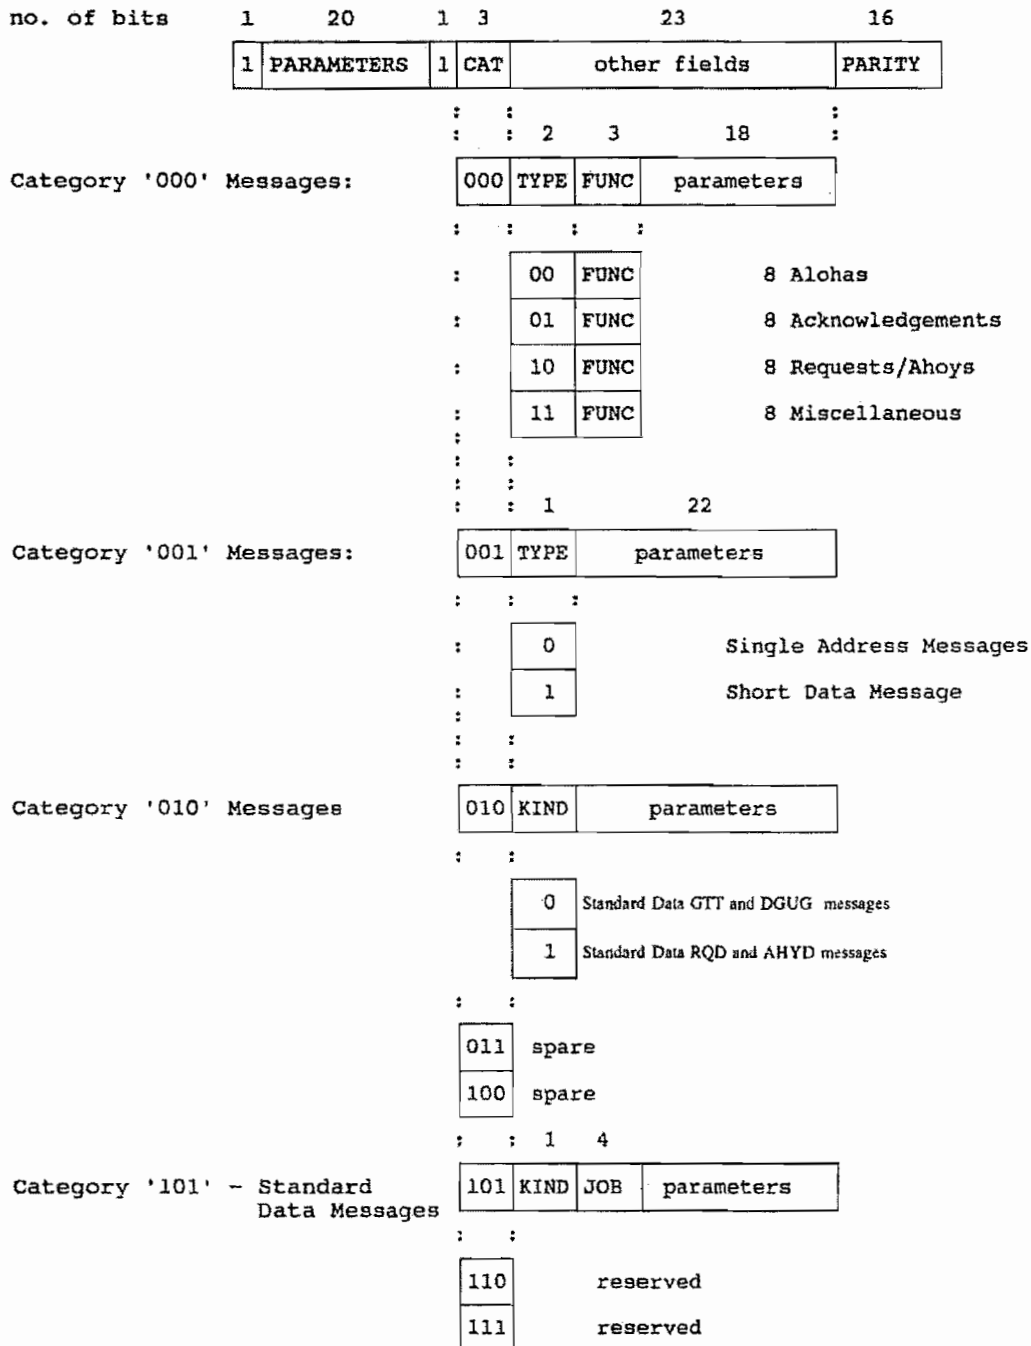 no. of bits 1 20 1 3 23 16
1 PARAMETERS 1 CAT other fields PARITY
2 3 18
Category '000' Messages: 000 TYPE FUNC parameters
00 FUNC 8 Alohas
01 FUNC 8 Acknowledgements
10 FUNC 8 Requests/Ahoys
11 FUNC 8 Miscellaneous
1 22
Category '001' Messages: 001 TYPE parameters
0 Single Address Messages
1 Short Data Message
Category '010' Messages 010 KIND parameters
0 Standard Data GTT and DGUG messages
1 Standard Data RQD and AHYD messages
011 spare
100 spare
1 4
Category '101' - Standard 101 KIND JOB parameters
Data Messages
110 reserved
111 reserved